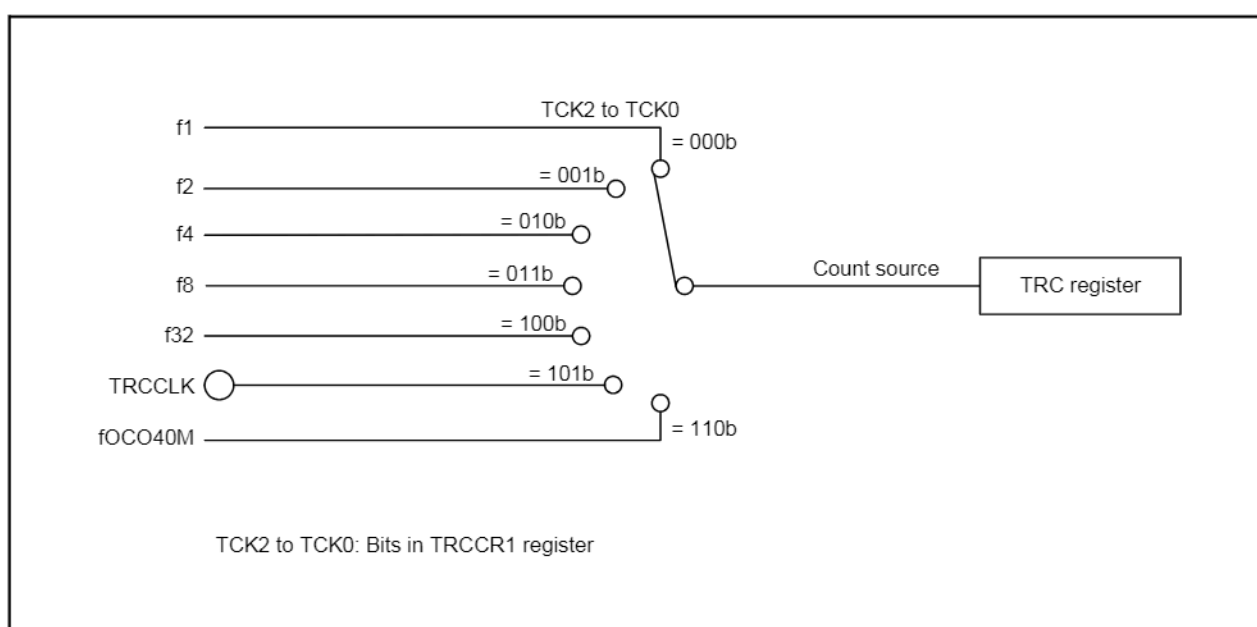 TCK2 to TCK0
f1
= 000b
f2
= 001b
f4
= 010b
f8
= 011b
Count source
TRC register
f32
= 100b
TRCCLK
= 101b
fOCO40M
= 110b
TCK2 to TCK0: Bits in TRCCR1 register